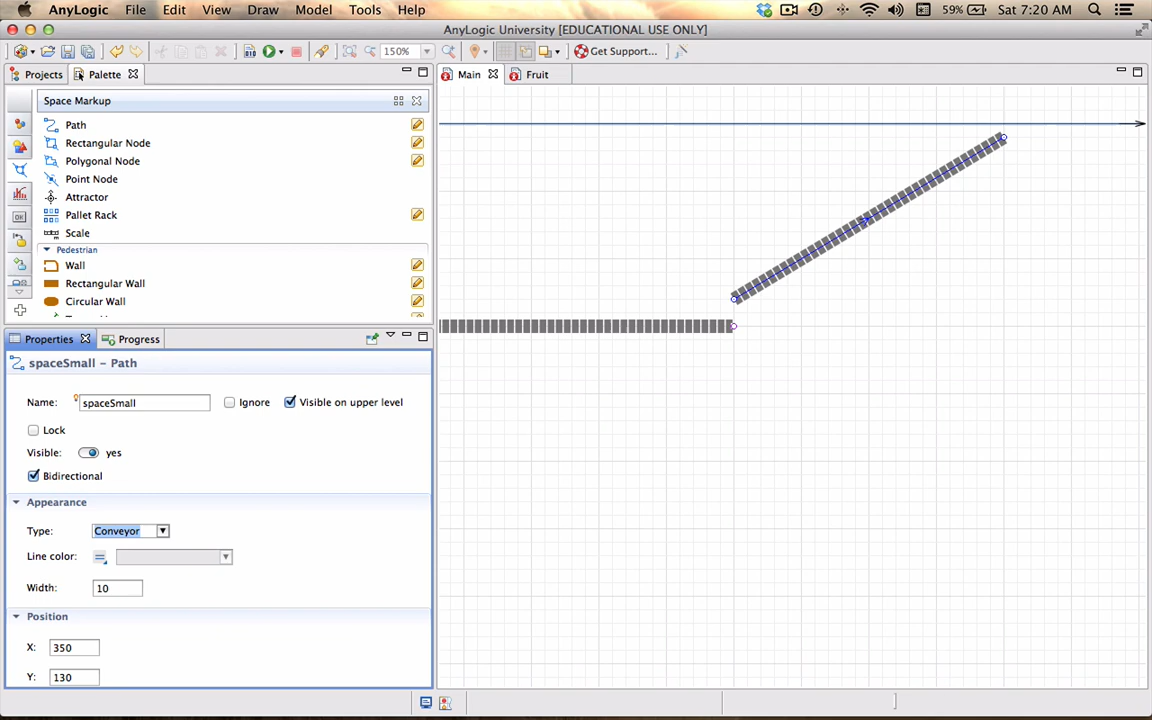 AnyLogic File Edit View Draw Model Tools Help 59% Sat 7:20 AM
AnyLogic University [EDUCATIONAL USE ONLY]
150% Get Support...
Projects Palette Main Fruit
Space Markup
Path
Rectangular Node
Polygonal Node
Point Node
Attractor
Pallet Rack
Scale
Pedestrian
Wall
Rectangular Wall
Circular Wall
Properties Progress
spaceSmall – Path
Name: spaceSmall Ignore Visible on upper level
Lock
Visible: yes
Bidirectional
Appearance
Type: Conveyor
Line color:
Width: 10
Position
X: 350
Y: 130